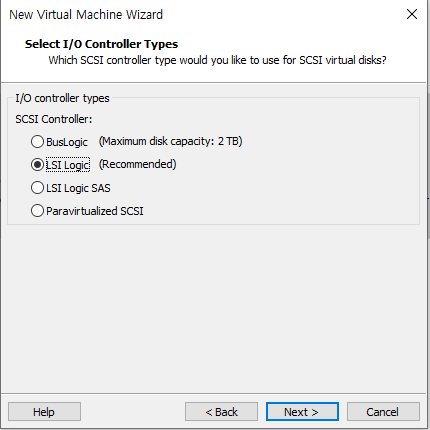 New Virtual Machine Wizard
Select I/O Controller Types
Which SCSI controller type would you like to use for SCSI virtual disks?
I/O controller types
SCSI Controller:
BusLogic (Maximum disk capacity: 2 TB)
LSI Logic (Recommended)
LSI Logic SAS
Paravirtualized SCSI
Help < Back Next > Cancel